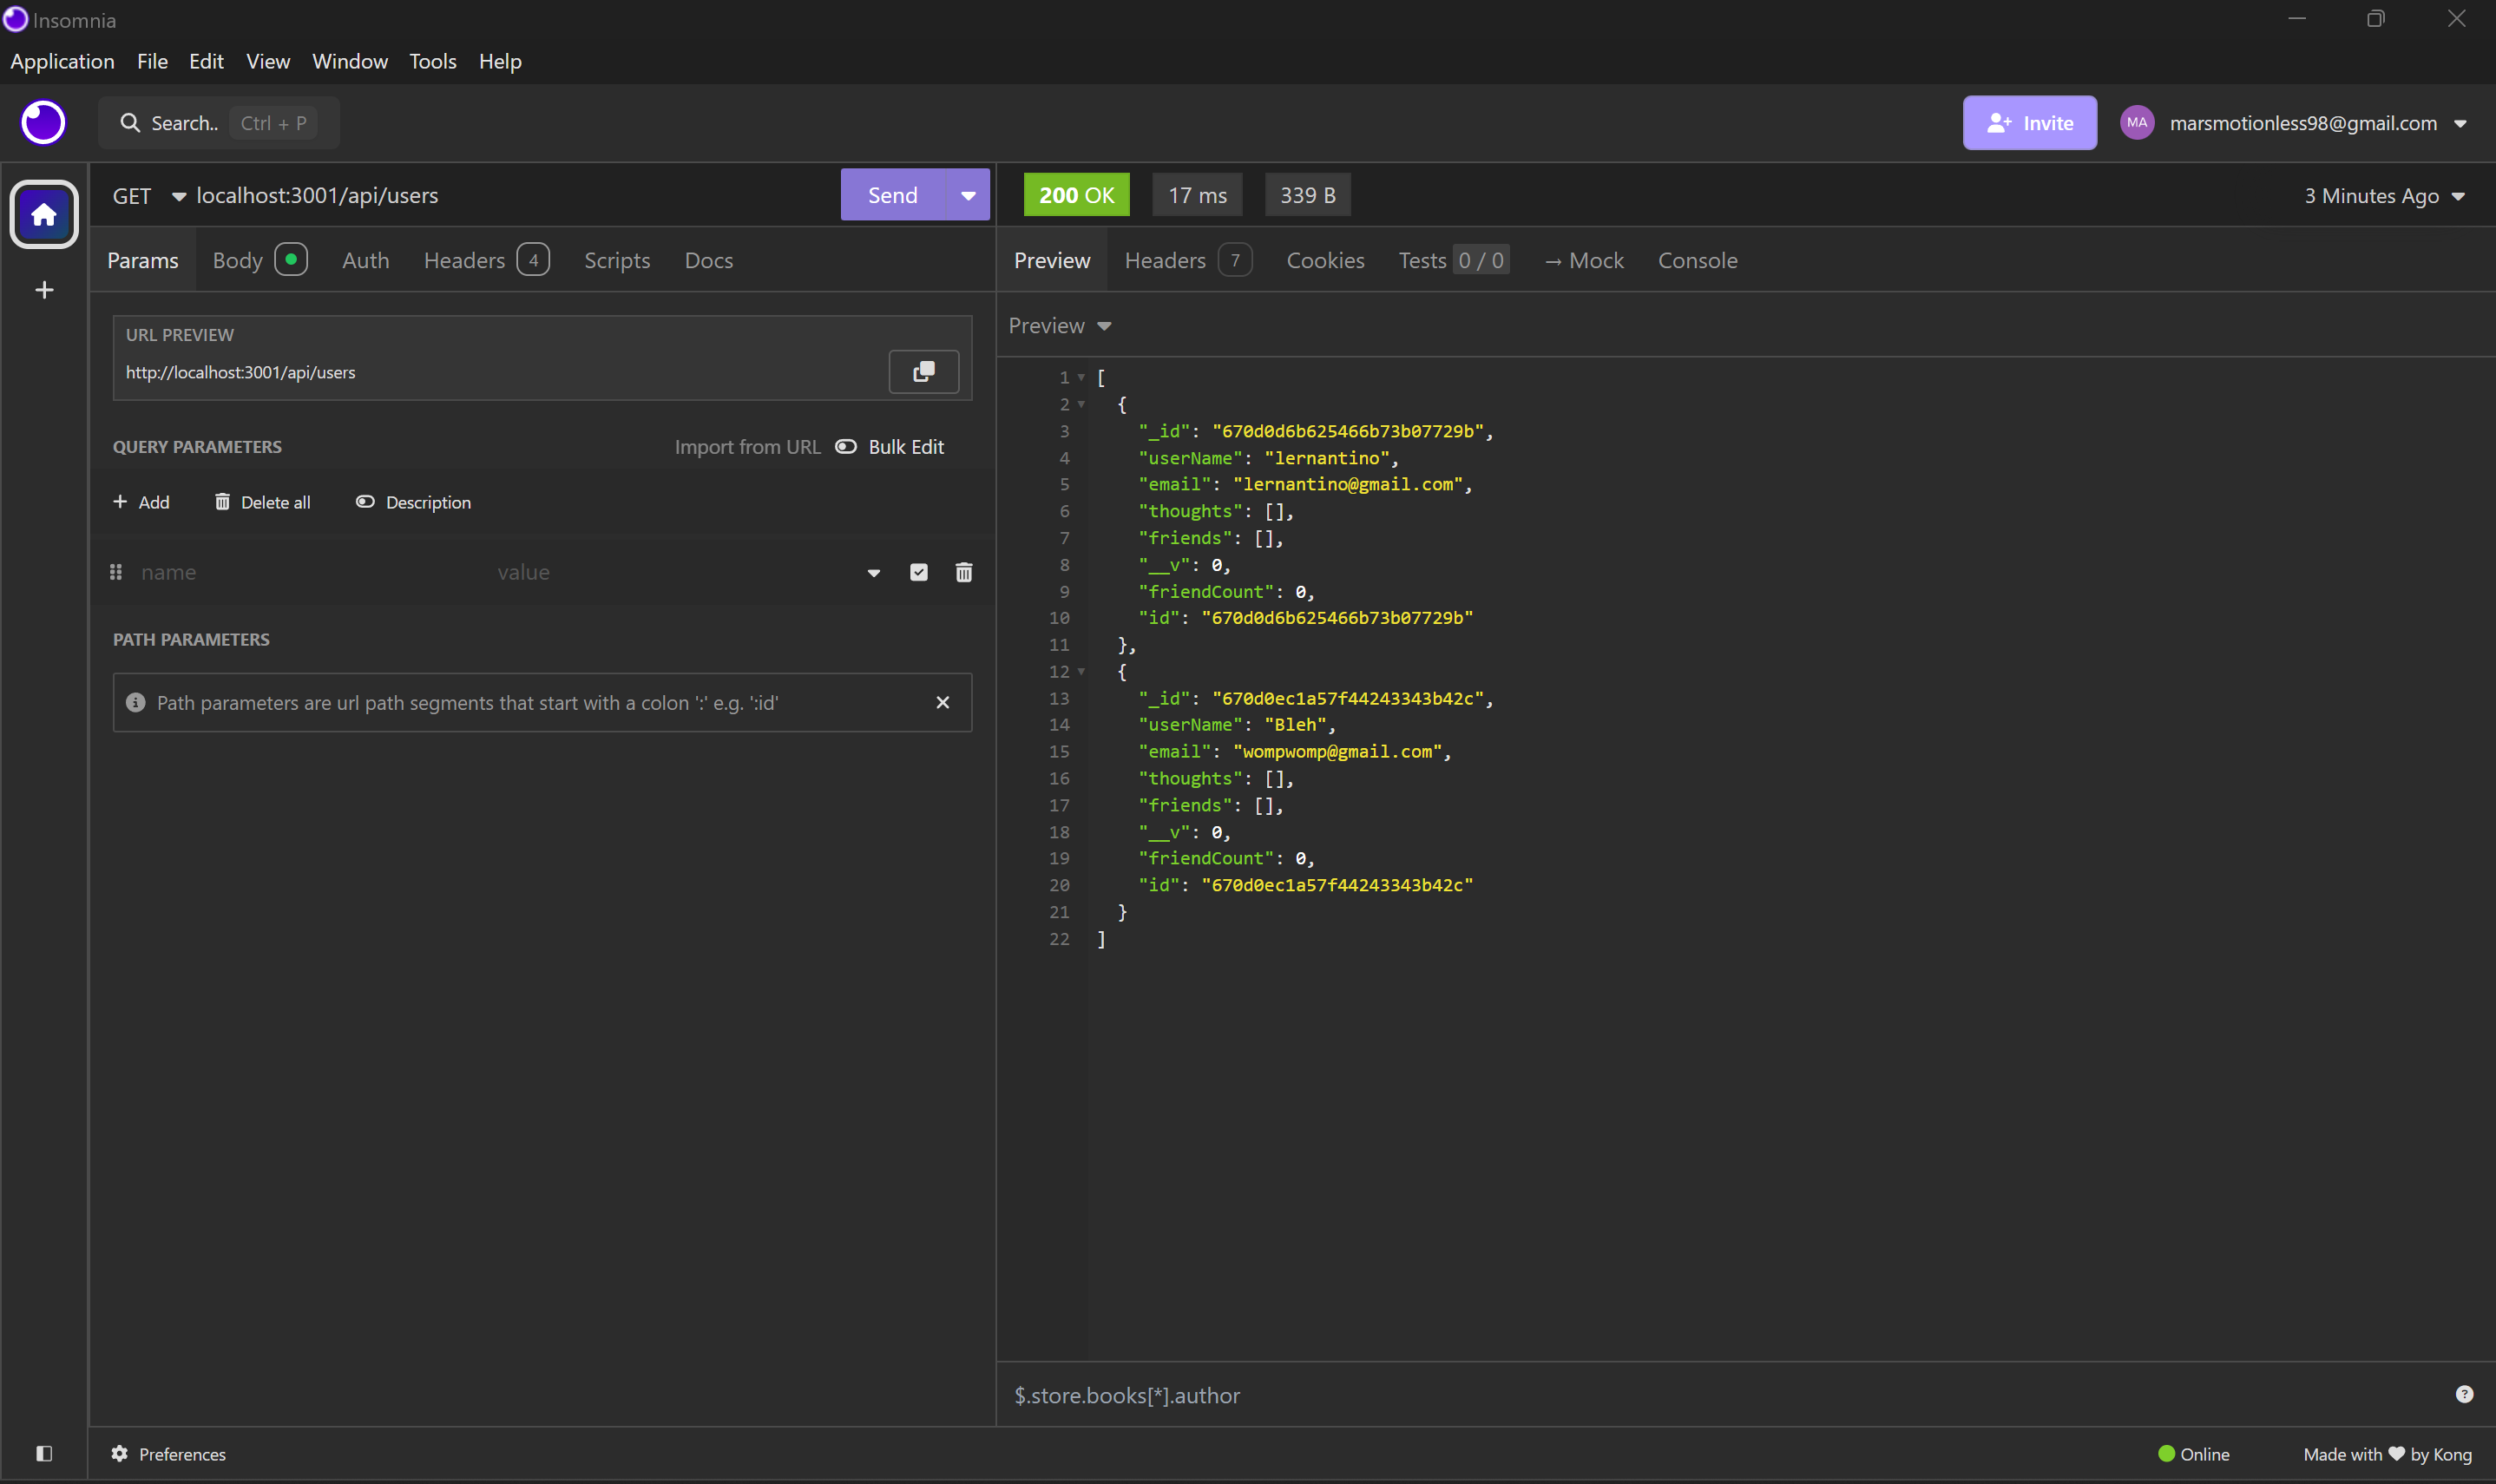 Insomnia
Application File Edit View Window Tools Help
Search.. Ctrl + P
Invite MA marsmotionless98@gmail.com
GET localhost:3001/api/users Send
200 OK 17 ms 339 B 3 Minutes Ago
Params Body Auth Headers 4 Scripts Docs
Preview Headers 7 Cookies Tests 0 / 0 → Mock Console
URL PREVIEW
http://localhost:3001/api/users
QUERY PARAMETERS Import from URL Bulk Edit
Add Delete all Description
name value
PATH PARAMETERS
Path parameters are url path segments that start with a colon ':' e.g. ':id'
Preview
1 [
2 {
3 "_id": "670d0d6b625466b73b07729b",
4 "userName": "lernantino",
5 "email": "lernantino@gmail.com",
6 "thoughts": [],
7 "friends": [],
8 "__v": 0,
9 "friendCount": 0,
10 "id": "670d0d6b625466b73b07729b"
11 },
12 {
13 "_id": "670d0ec1a57f44243343b42c",
14 "userName": "Bleh",
15 "email": "wompwomp@gmail.com",
16 "thoughts": [],
17 "friends": [],
18 "__v": 0,
19 "friendCount": 0,
20 "id": "670d0ec1a57f44243343b42c"
21 }
22 ]
$.store.books[*].author
Preferences Online Made with ♥ by Kong